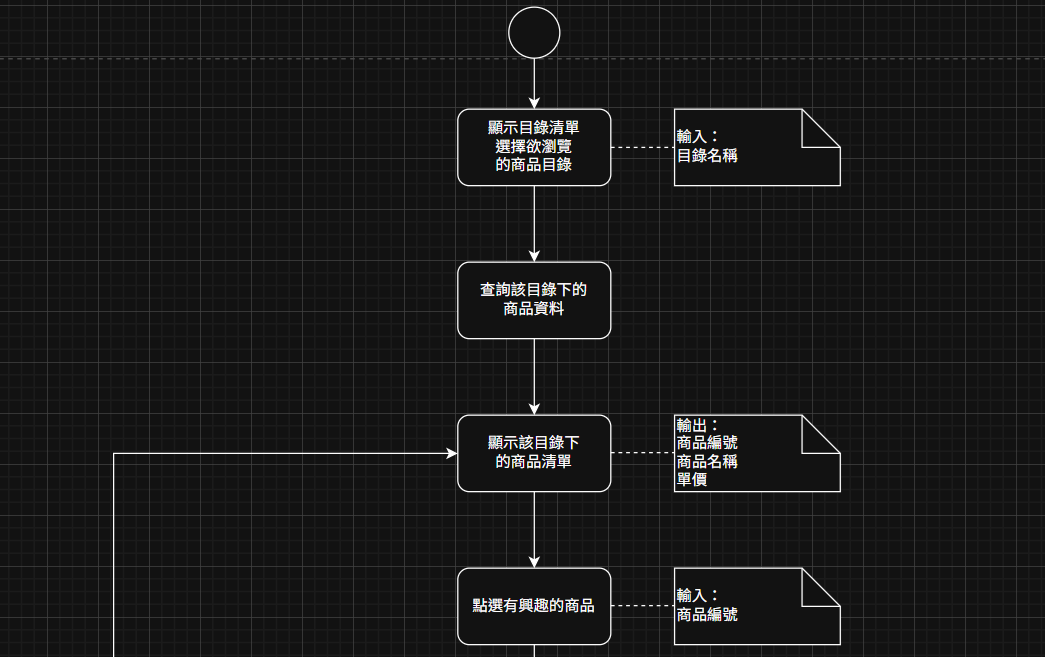 顯示目錄清單
選擇欲瀏覽
的商品目錄
輸入：
目錄名稱
查詢該目錄下的
商品資料
顯示該目錄下
的商品清單
輸出：
商品編號
商品名稱
單價
點選有興趣的商品
輸入：
商品編號